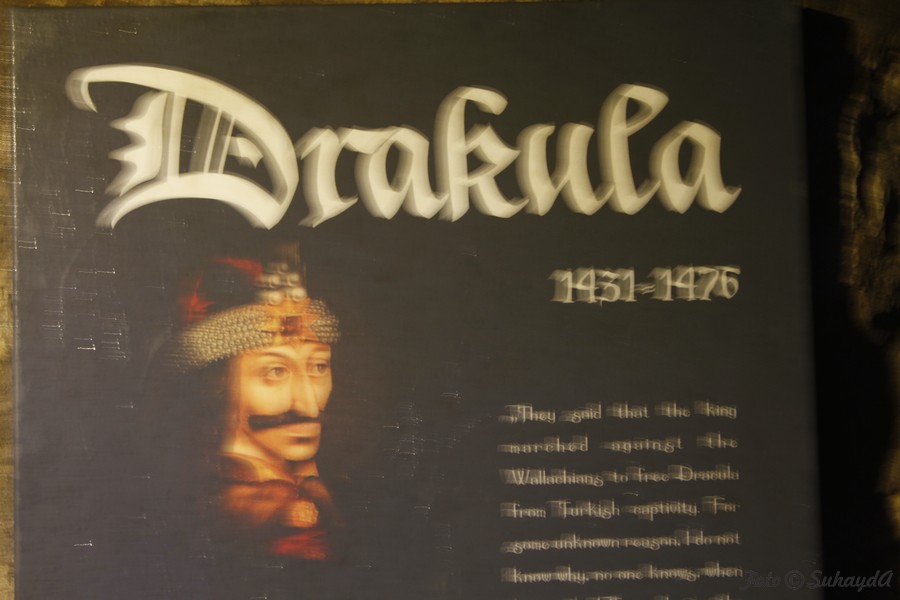 Drakula
1431-1476
„They said that the king
marched against the
Wallachians to free Dracula
from Turkish captivity. For
some unknown reason, I do not
know why, no one knows, when
Foto © SuhaydA